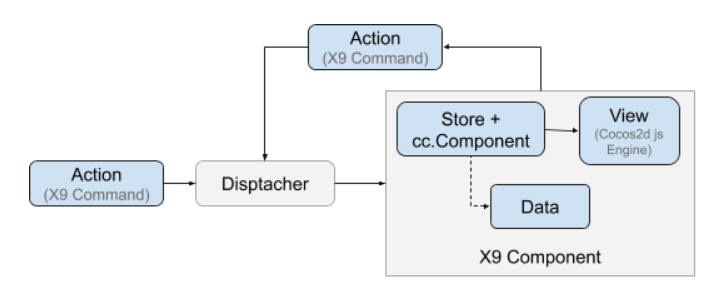 Action
(X9 Command)
Store +
cc.Component
View
(Cocos2d js
Engine)
Action
(X9 Command)
Disptacher
Data
X9 Component